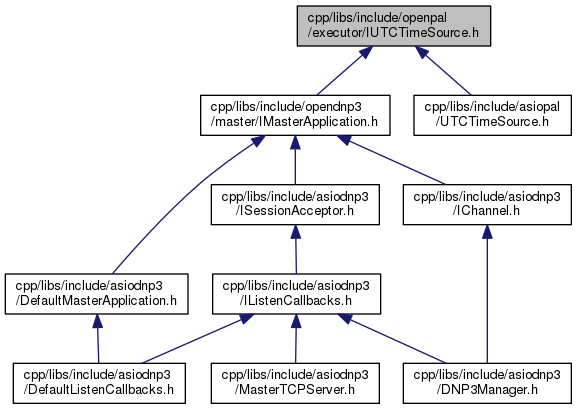 cpp/libs/include/openpal
/executor/IUTCTimeSource.h
cpp/libs/include/opendnp3
/master/IMasterApplication.h
cpp/libs/include/asiopal
/UTCTimeSource.h
cpp/libs/include/asiodnp3
/ISessionAcceptor.h
cpp/libs/include/asiodnp3
/IChannel.h
cpp/libs/include/asiodnp3
/DefaultMasterApplication.h
cpp/libs/include/asiodnp3
/IListenCallbacks.h
cpp/libs/include/asiodnp3
/DefaultListenCallbacks.h
cpp/libs/include/asiodnp3
/MasterTCPServer.h
cpp/libs/include/asiodnp3
/DNP3Manager.h